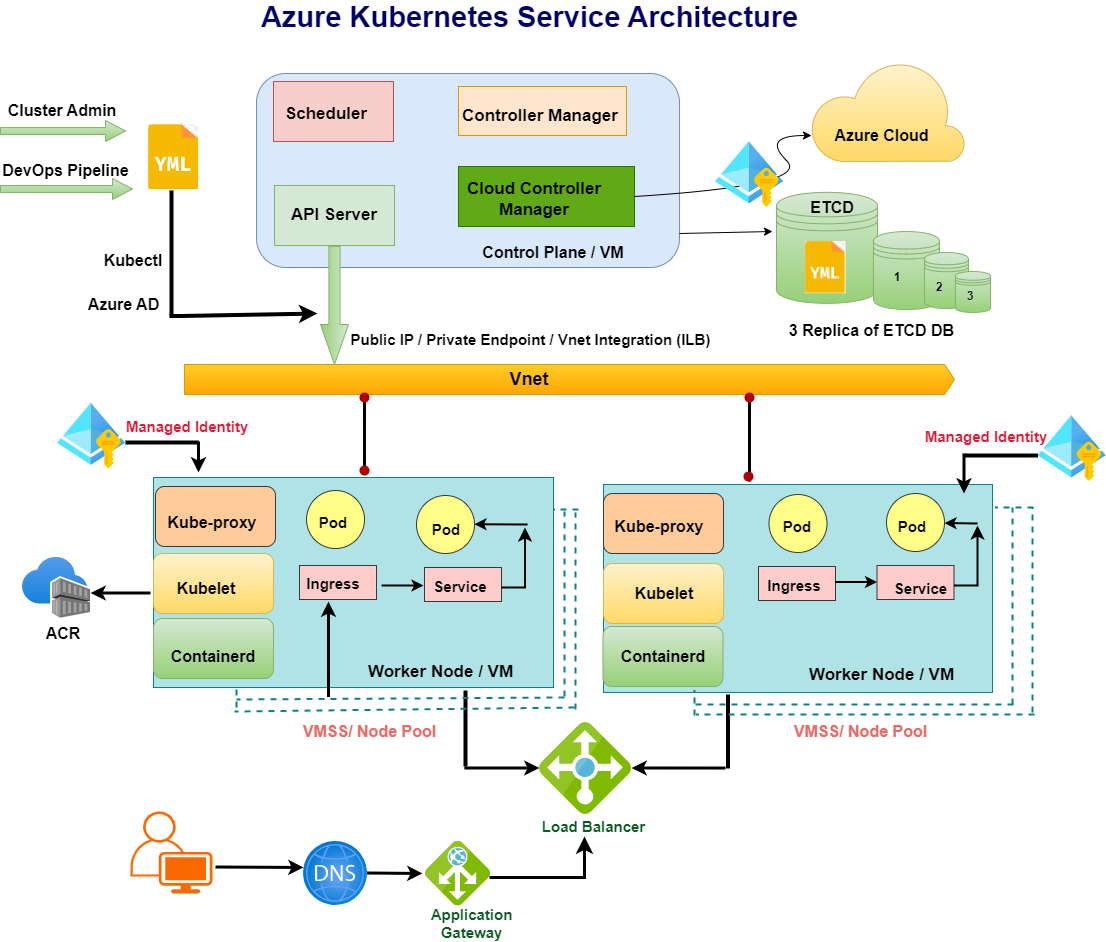 Azure Kubernetes Service Architecture
Cluster Admin
DevOps Pipeline
YML
Kubectl
Azure AD
Scheduler
Controller Manager
API Server
Cloud Controller
Manager
Control Plane / VM
Azure Cloud
ETCD
YML
1
2
3
3 Replica of ETCD DB
Public IP / Private Endpoint / Vnet Integration (ILB)
Vnet
Managed Identity
Managed Identity
Kube-proxy
Pod
Pod
Kubelet
Ingress
Service
Containerd
Worker Node / VM
ACR
VMSS/ Node Pool
Kube-proxy
Pod
Pod
Kubelet
Ingress
Service
Containerd
Worker Node / VM
VMSS/ Node Pool
Load Balancer
DNS
Application
Gateway